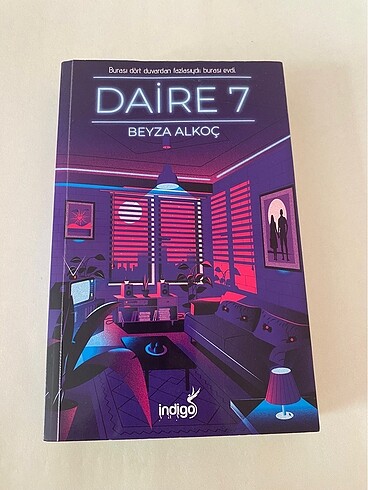 Burası dört duvardan fazlasıydı burası evdi.
DAİRE 7
BEYZA ALKOÇ
indigo